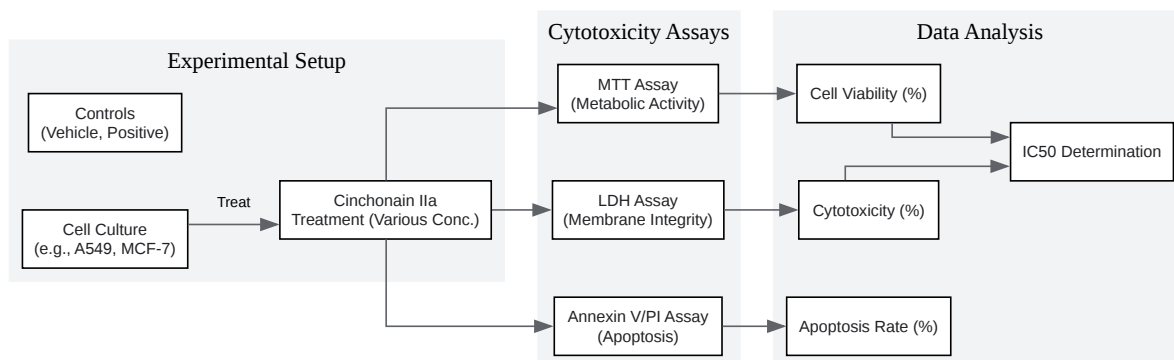 Experimental Setup
Controls
(Vehicle, Positive)
Cell Culture
(e.g., A549, MCF-7)
Treat
Cinchonain IIa
Treatment (Various Conc.)
Cytotoxicity Assays
MTT Assay
(Metabolic Activity)
LDH Assay
(Membrane Integrity)
Annexin V/PI Assay
(Apoptosis)
Data Analysis
Cell Viability (%)
Cytotoxicity (%)
Apoptosis Rate (%)
IC50 Determination